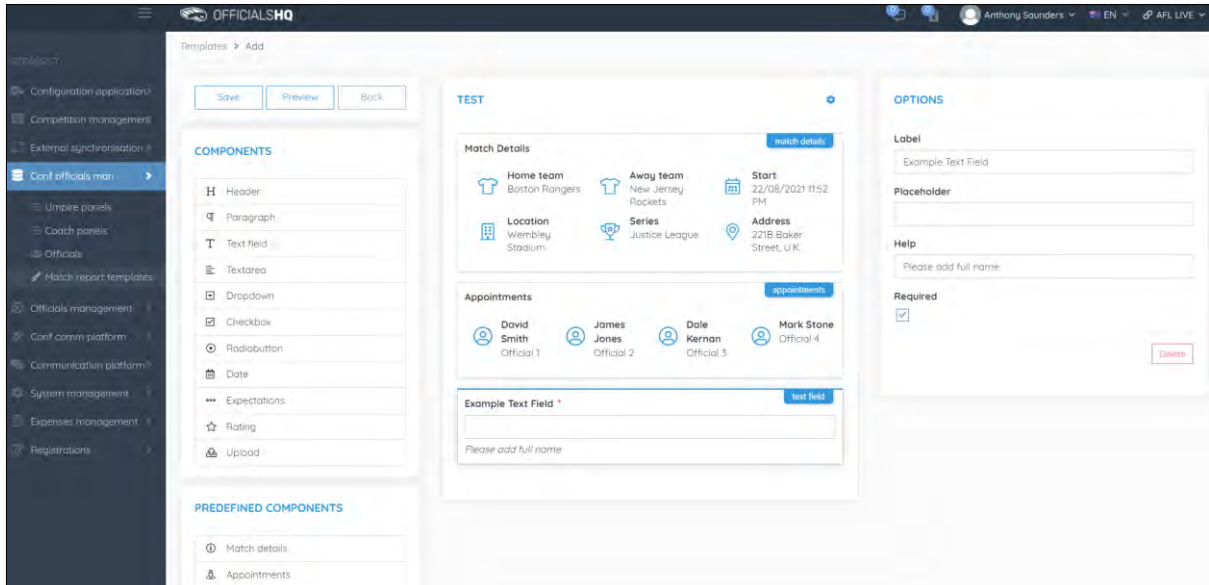 OFFICIALSHQ
Anthony Saunders
EN
AFL LIVE
Templates > Add
Configuration application
Competition management
External synchronisation
Conf officials man
Umpire panels
Coach panels
Officials
Match report templates
Officials management
Conf comm platform
Communication platform
System management
Expenses management
Registrations
Save
Preview
Back
COMPONENTS
H Header
Paragraph
T Text field
Textarea
Dropdown
Checkbox
Radiobutton
Date
Expectations
Rating
Upload
PREDEFINED COMPONENTS
Match details
Appointments
TEST
match details
Match Details
Home team
Boston Rangers
Away team
New Jersey
Rockets
Start
22/08/2021 11:52
PM
Location
Wembley
Stadium
Series
Justice League
Address
221B Baker
Street, U.K.
appointments
Appointments
David
Smith
Official 1
James
Jones
Official 2
Dale
Kernan
Official 3
Mark Stone
Official 4
text field
Example Text Field *
Please add full name
OPTIONS
Label
Example Text Field
Placeholder
Help
Please add full name
Required
Delete